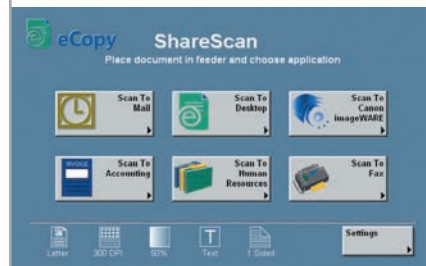 eCopy
ShareScan
Place document in feeder and choose application
Scan To
Mail
Scan To
Desktop
Scan To
Canon
imageWARE
INVOICE
Scan To
Accounting
Scan To
Human
Resources
Scan To
Fax
Letter
300 DPI
50%
T
Text
1 Sided
Settings